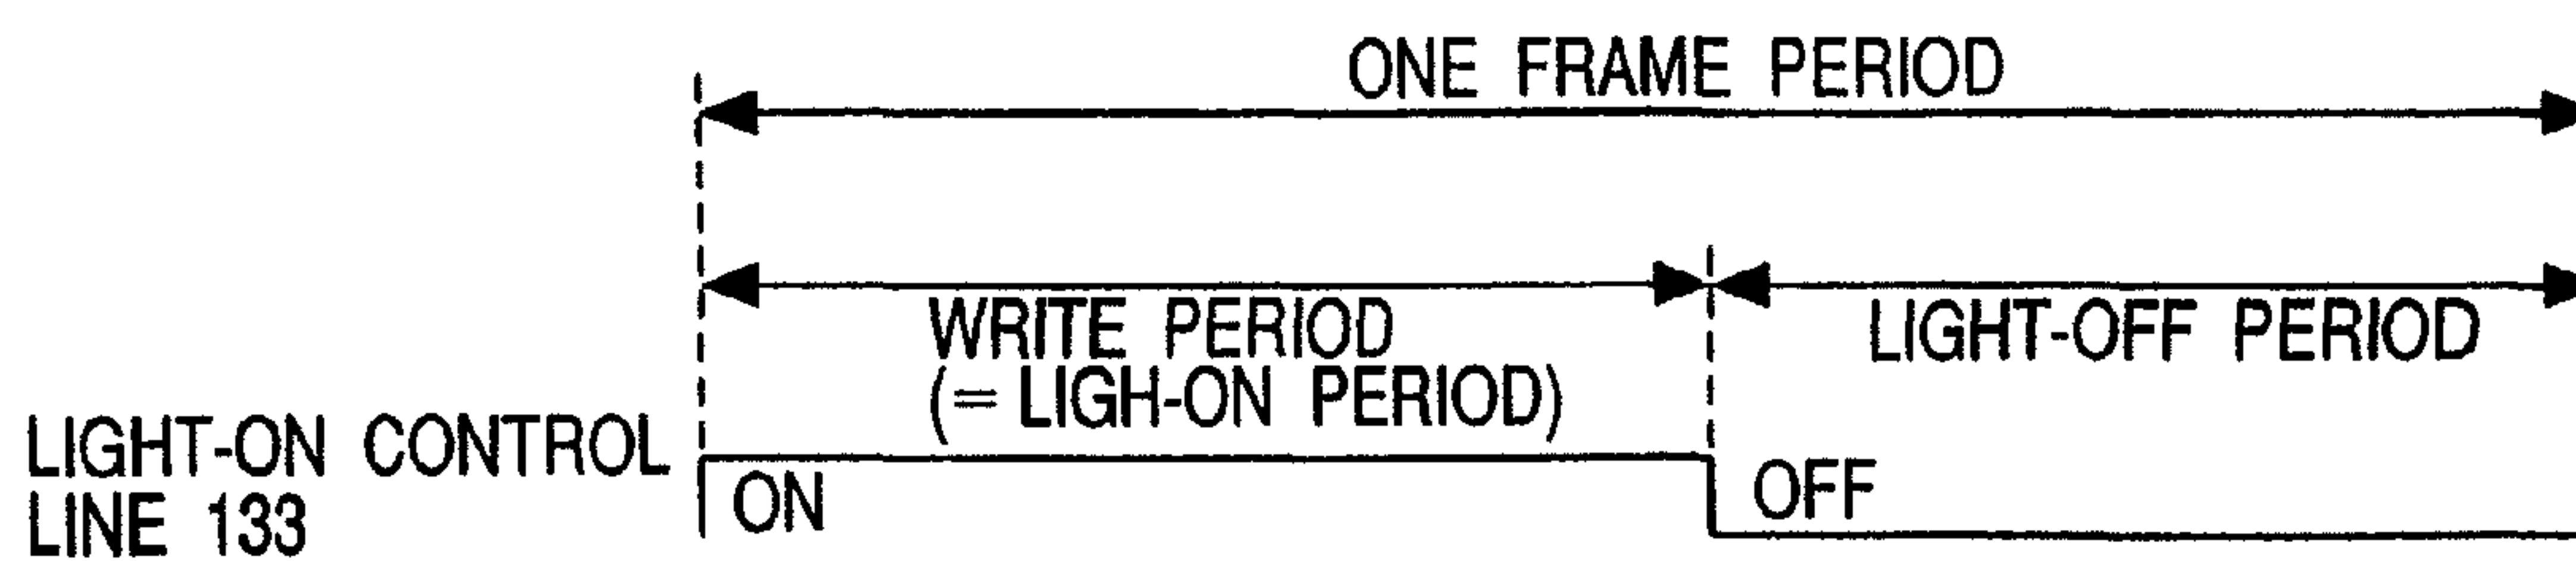 ONE FRAME PERIOD
WRITE PERIOD
(= LIGH-ON PERIOD)
LIGHT-OFF PERIOD
LIGHT-ON CONTROL
LINE 133
ON
OFF